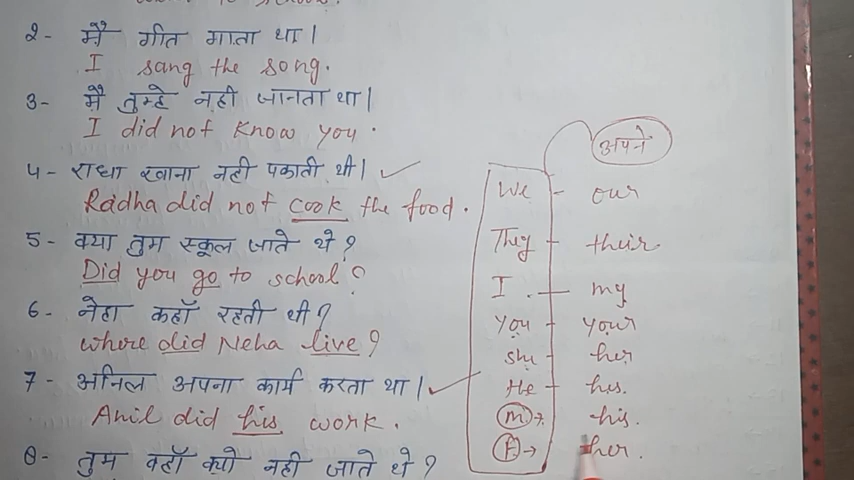 to school.
2- मैं गीत गाता था।
I sang the song.
3- मैं तुम्हे नही जानता था।
I did not know you.
4- राधा खाना नही पकाती थी।
Radha did not cook the food.
5- क्या तुम स्कूल जाते थे?
Did you go to school?
6- नेहा कहाँ रहती थी?
where did Neha live?
7- अनिल अपना कार्य करता था।
Anil did his work.
8- तुम वहाँ क्यो नही जाते थे?
अपने
We - our
They - their
I - my
You - your
She - her
He - his.
(m) → his.
(F) → her.